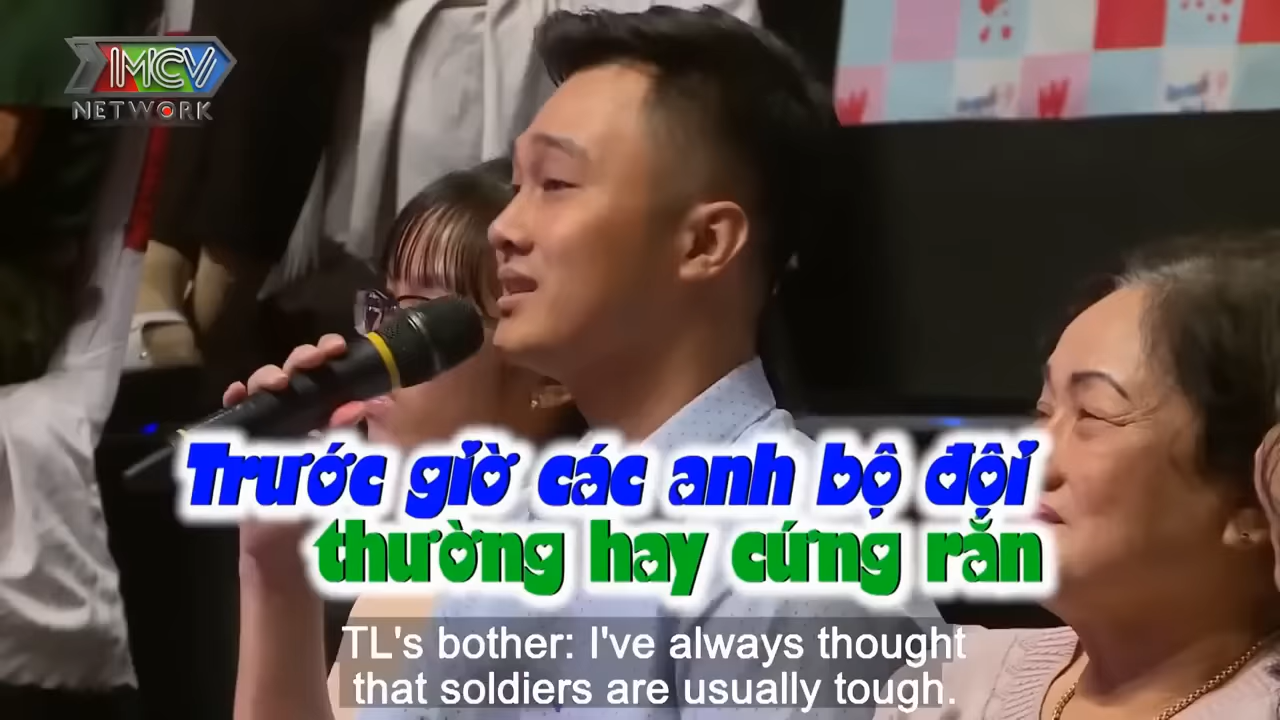 MCV
NETWORK
Trước giờ các anh bộ đội
thường hay cứng rắn
TL's bother: I've always thought
that soldiers are usually tough.